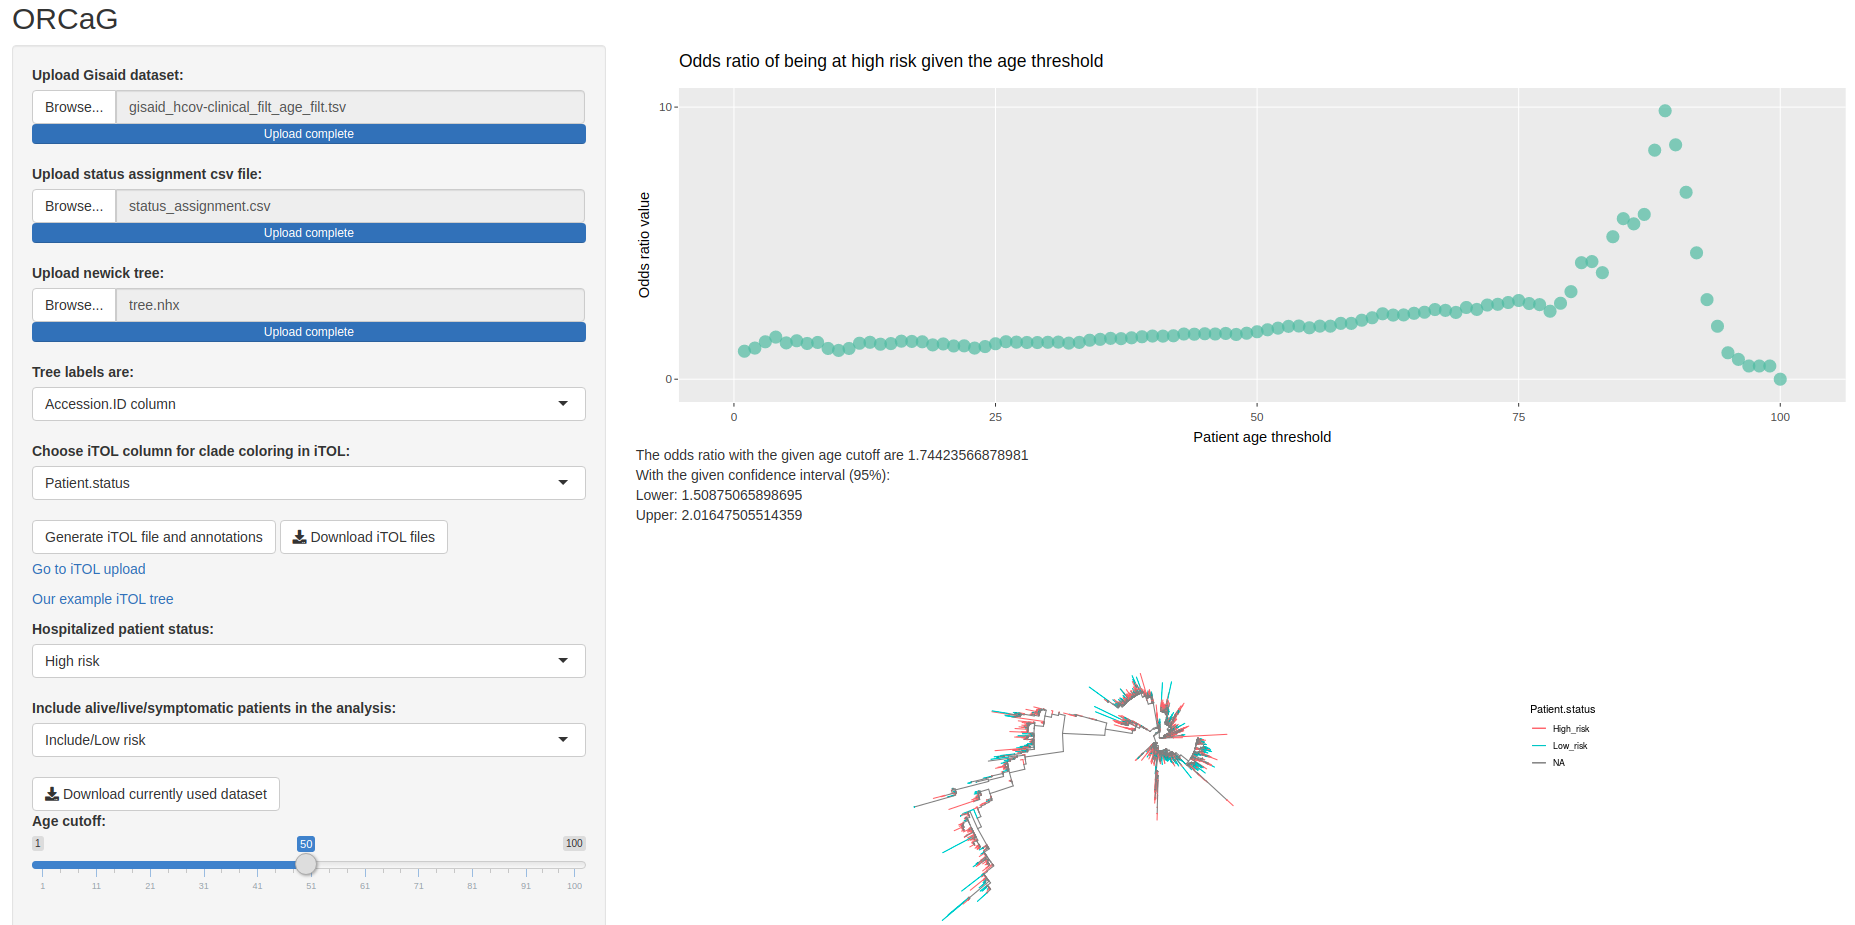 ORCaG
Upload Gisaid dataset:
Browse... gisaid_hcov-clinical_filt_age_filt.tsv
Upload complete
Upload status assignment csv file:
Browse... status_assignment.csv
Upload complete
Upload newick tree:
Browse... tree.nhx
Upload complete
Tree labels are:
Accession.ID column
Choose iTOL column for clade coloring in iTOL:
Patient.status
Generate iTOL file and annotations Download iTOL files
Go to iTOL upload
Our example iTOL tree
Hospitalized patient status:
High risk
Include alive/live/symptomatic patients in the analysis:
Include/Low risk
Download currently used dataset
Age cutoff:
1 50 100
1 11 21 31 41 51 61 71 81 91 100
Odds ratio of being at high risk given the age threshold
Odds ratio value
10
0
0 25 50 75 100
Patient age threshold
The odds ratio with the given age cutoff are 1.74423566878981
With the given confidence interval (95%):
Lower: 1.50875065898695
Upper: 2.01647505514359
Patient.status
High_risk
Low_risk
NA